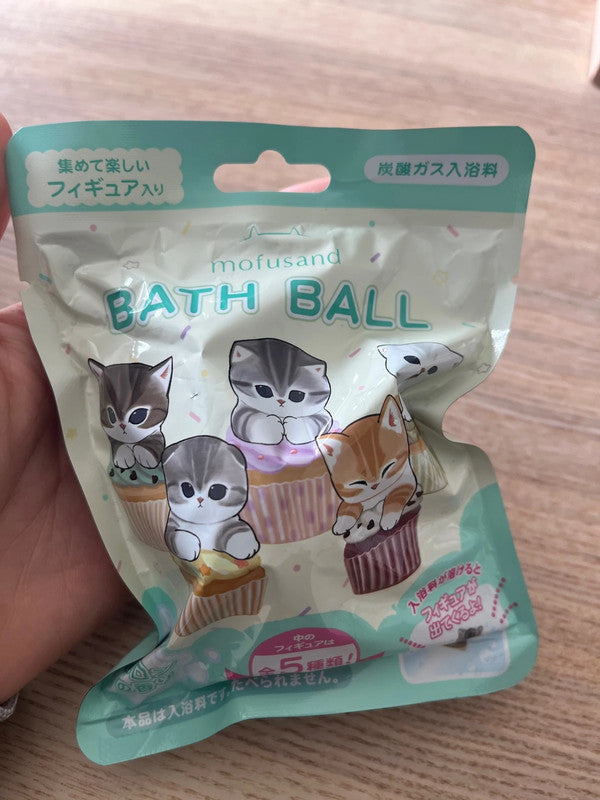 集めて楽しい
フィギュア入り
炭酸ガス入浴料
mofusand
BATH BALL
入浴料が溶けると
フィギュアが
出てくるよ!
中の
フィギュアは
全5種類!
の香り
本品は入浴料です。たべられません。